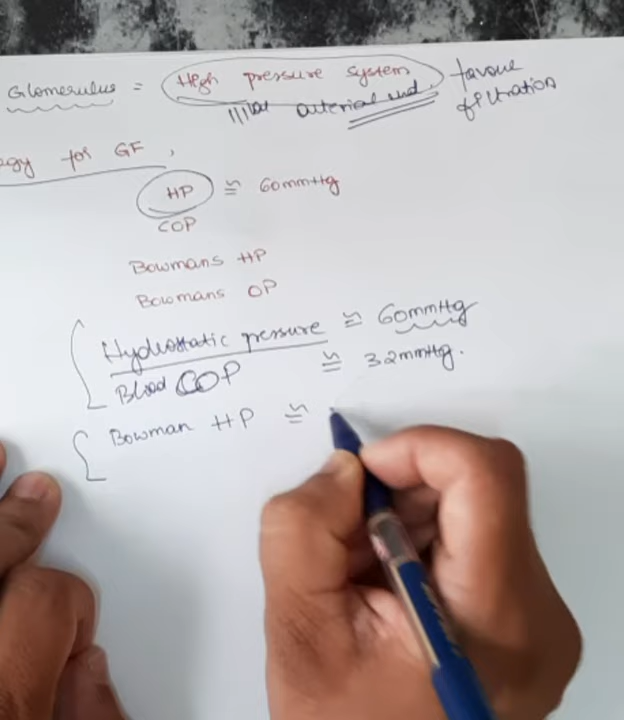 Glomerulus = High pressure system favour
arterial end filtration
for GF,
HP ≅ 60mmHg
COP
Bowmans HP
Bowmans OP
Hydrostatic pressure ≅ 60mmHg
Blood COP ≅ 32mmHg.
Bowman HP ≅